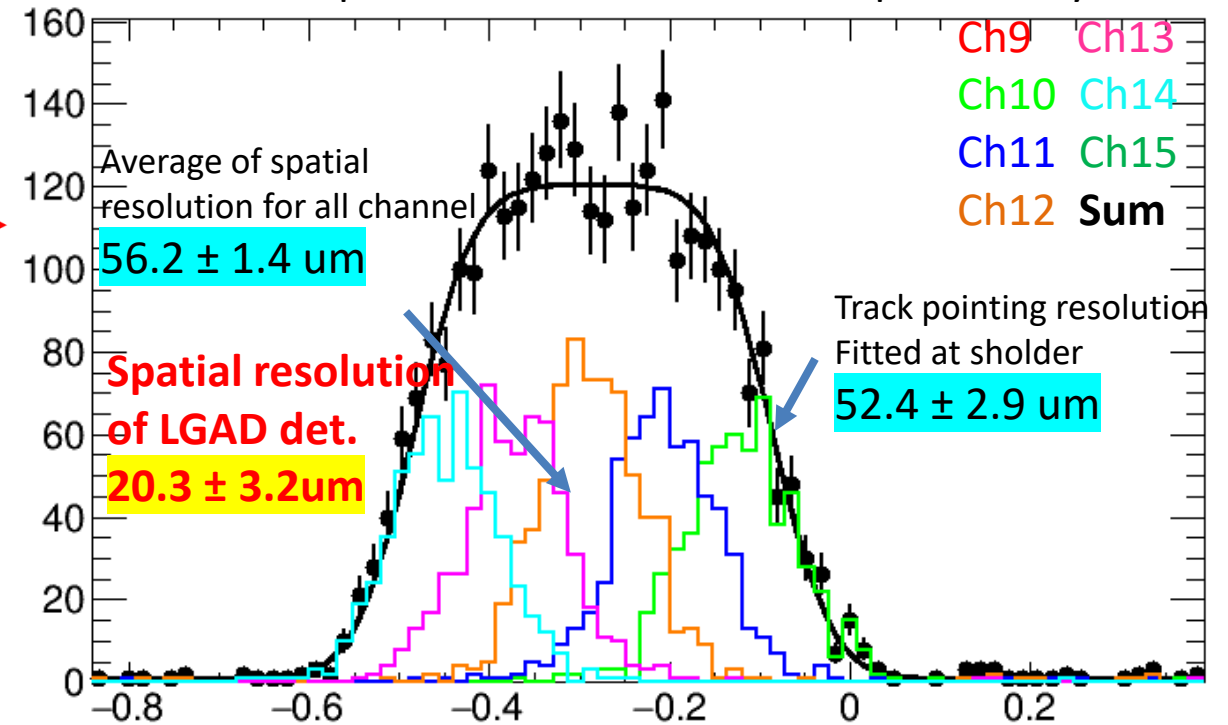 160
140
120
100
80
60
40
20
0
Ch9 Ch13
Ch10 Ch14
Ch11 Ch15
Ch12 Sum
Average of spatial
resolution for all channel
56.2 ± 1.4 um
Track pointing resolution
Fitted at sholder
52.4 ± 2.9 um
Spatial resolution
of LGAD det.
20.3 ± 3.2um
−0.8 −0.6 −0.4 −0.2 0 0.2